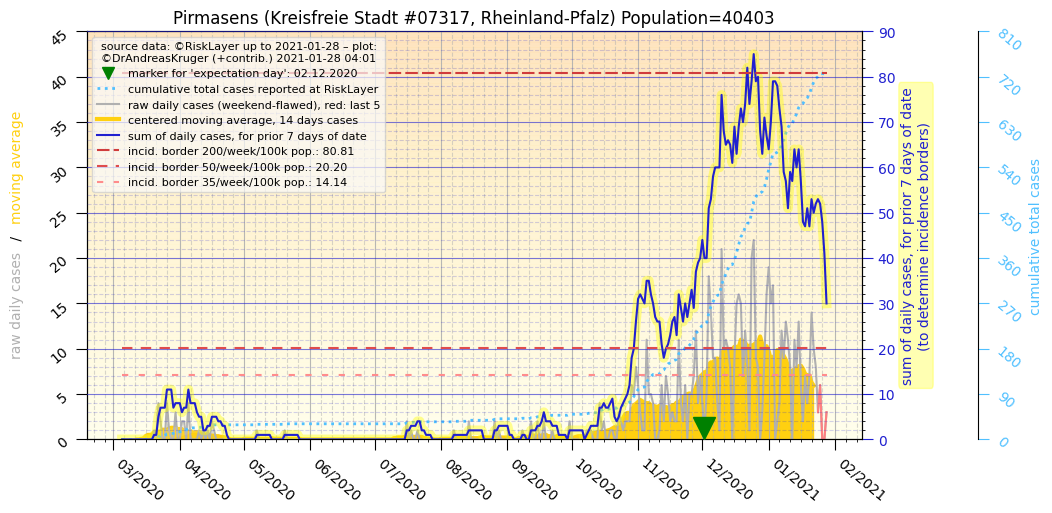 Pirmasens (Kreisfreie Stadt #07317, Rheinland-Pfalz) Population=40403
source data: ©RiskLayer up to 2021-01-28 – plot:
©DrAndreasKruger (+contrib.) 2021-01-28 04:01
marker for 'expectation day': 02.12.2020
cumulative total cases reported at RiskLayer
raw daily cases (weekend-flawed), red: last 5
centered moving average, 14 days cases
sum of daily cases, for prior 7 days of date
incid. border 200/week/100k pop.: 80.81
incid. border 50/week/100k pop.: 20.20
incid. border 35/week/100k pop.: 14.14
raw daily cases / moving average
45
40
35
30
25
20
15
10
5
0
03/2020
04/2020
05/2020
06/2020
07/2020
08/2020
09/2020
10/2020
11/2020
12/2020
01/2021
02/2021
90
80
70
60
50
40
30
20
10
0
sum of daily cases, for prior 7 days of date
(to determine incidence borders)
810
720
630
540
450
360
270
180
90
0
cumulative total cases